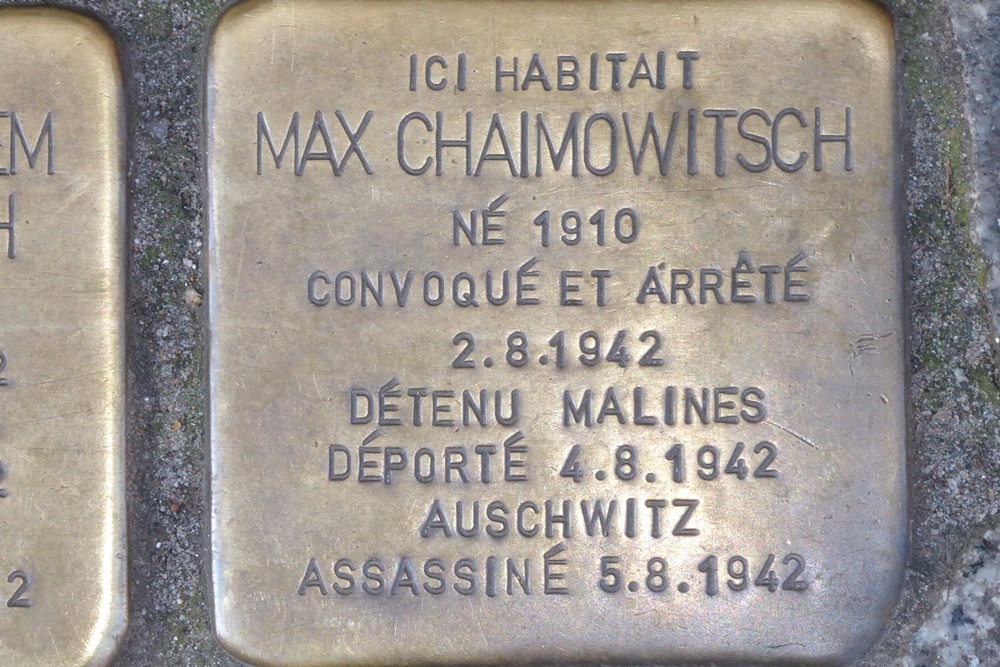 ICI HABITAIT
MAX CHAIMOWITSCH
NÉ 1910
CONVOQUÉ ET ARRÊTÉ
2.8.1942
DÉTENU MALINES
DÉPORTÉ 4.8.1942
AUSCHWITZ
ASSASSINÉ 5.8.1942